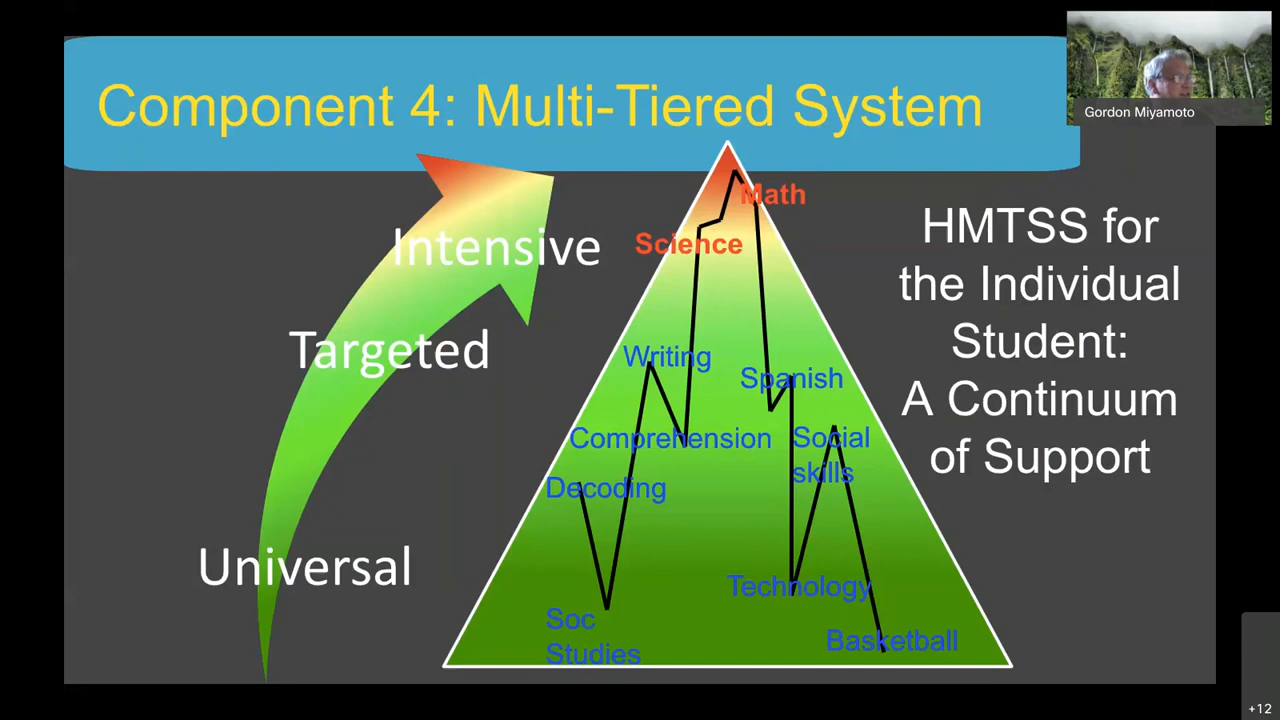 Component 4: Multi-Tiered System
Gordon Miyamoto
Math
Science
Intensive
HMTSS for
the Individual
Student:
A Continuum
of Support
Targeted
Writing
Spanish
Comprehension
Social
skills
Decoding
Universal
Technology
Soc
Studies
Basketball
+12